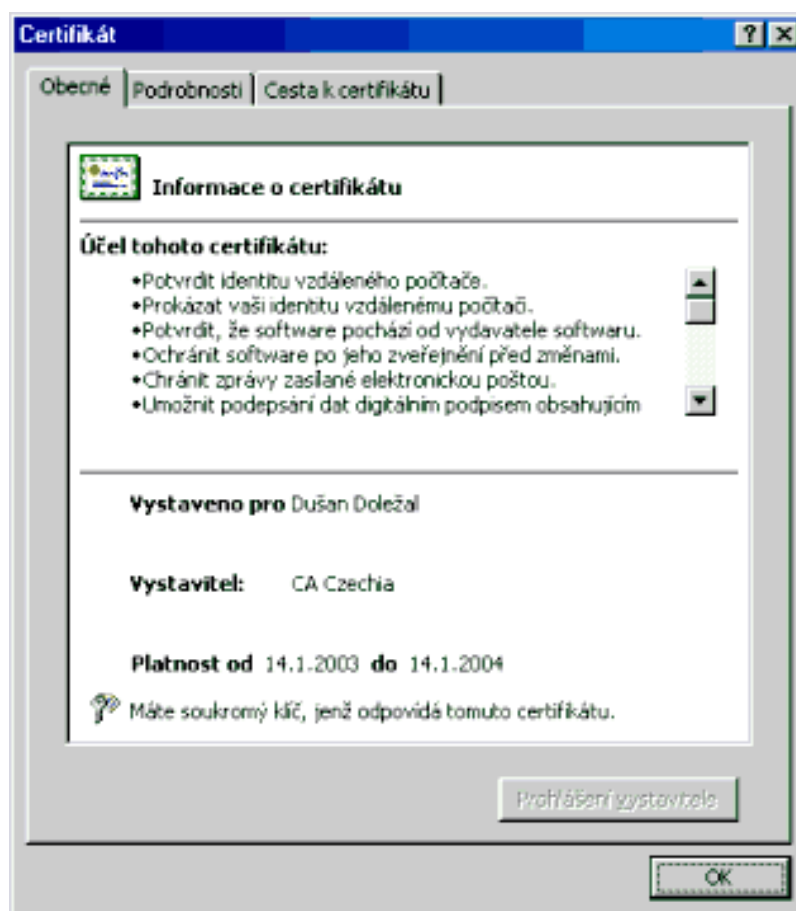 Certifikát
Obecné Podrobnosti Cesta k certifikátu
Informace o certifikátu
Účel tohoto certifikátu:
•Potvrdit identitu vzdáleného počítače.
•Prokázat vaši identitu vzdálenému počítači.
•Potvrdit, že software pochází od vydavatele softwaru.
•Ochránit software po jeho zveřejnění před změnami.
•Chránit zprávy zasílané elektronickou poštou.
•Umožnit podepsání dat digitálním podpisem obsahujícím
Vystaveno pro Dušan Doležal
Vystavitel: CA Czechia
Platnost od 14.1.2003 do 14.1.2004
Máte soukromý klíč, jenž odpovídá tomuto certifikátu.
Prohlášení vystavitele
OK